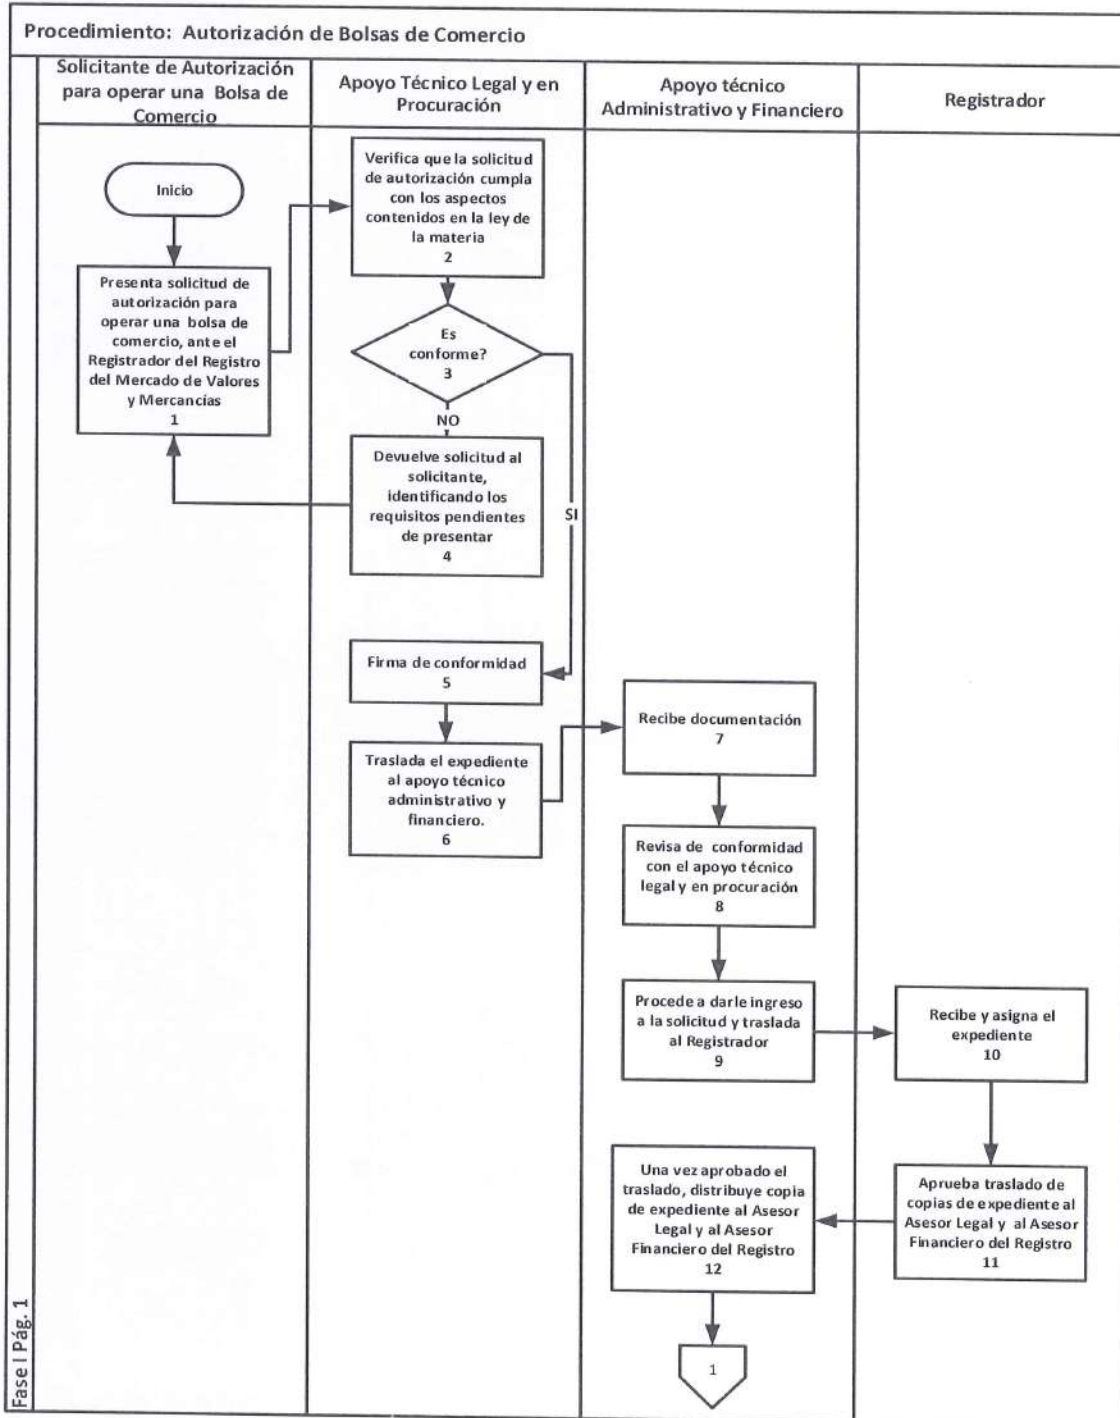 Procedimiento: Autorización de Bolsas de Comercio
Solicitante de Autorización
para operar una Bolsa de
Comercio
Apoyo Técnico Legal y en
Procuración
Apoyo técnico
Administrativo y Financiero
Registrador
Inicio
Presenta solicitud de
autorización para
operar una bolsa de
comercio, ante el
Registrador del Registro
del Mercado de Valores
y Mercancías
1
Verifica que la solicitud
de autorización cumpla
con los aspectos
contenidos en la ley de
la materia
2
Es
conforme?
3
NO
SI
Devuelve solicitud al
solicitante,
identificando los
requisitos pendientes
de presentar
4
Firma de conformidad
5
Traslada el expediente
al apoyo técnico
administrativo y
financiero.
6
Recibe documentación
7
Revisa de conformidad
con el apoyo técnico
legal y en procuración
8
Procede a darle ingreso
a la solicitud y traslada
al Registrador
9
Recibe y asigna el
expediente
10
Aprueba traslado de
copias de expediente al
Asesor Legal y al Asesor
Financiero del Registro
11
Una vez aprobado el
traslado, distribuye copia
de expediente al Asesor
Legal y al Asesor
Financiero del Registro
12
1
Fase I Pág. 1